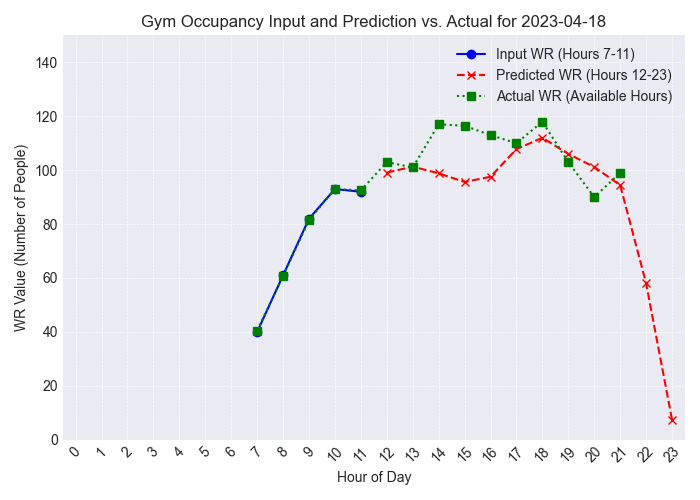 Gym Occupancy Input and Prediction vs. Actual for 2023-04-18
Input WR (Hours 7-11)
Predicted WR (Hours 12-23)
Actual WR (Available Hours)
WR Value (Number of People)
140
120
100
80
60
40
20
0
0 1 2 3 4 5 6 7 8 9 10 11 12 13 14 15 16 17 18 19 20 21 22 23
Hour of Day